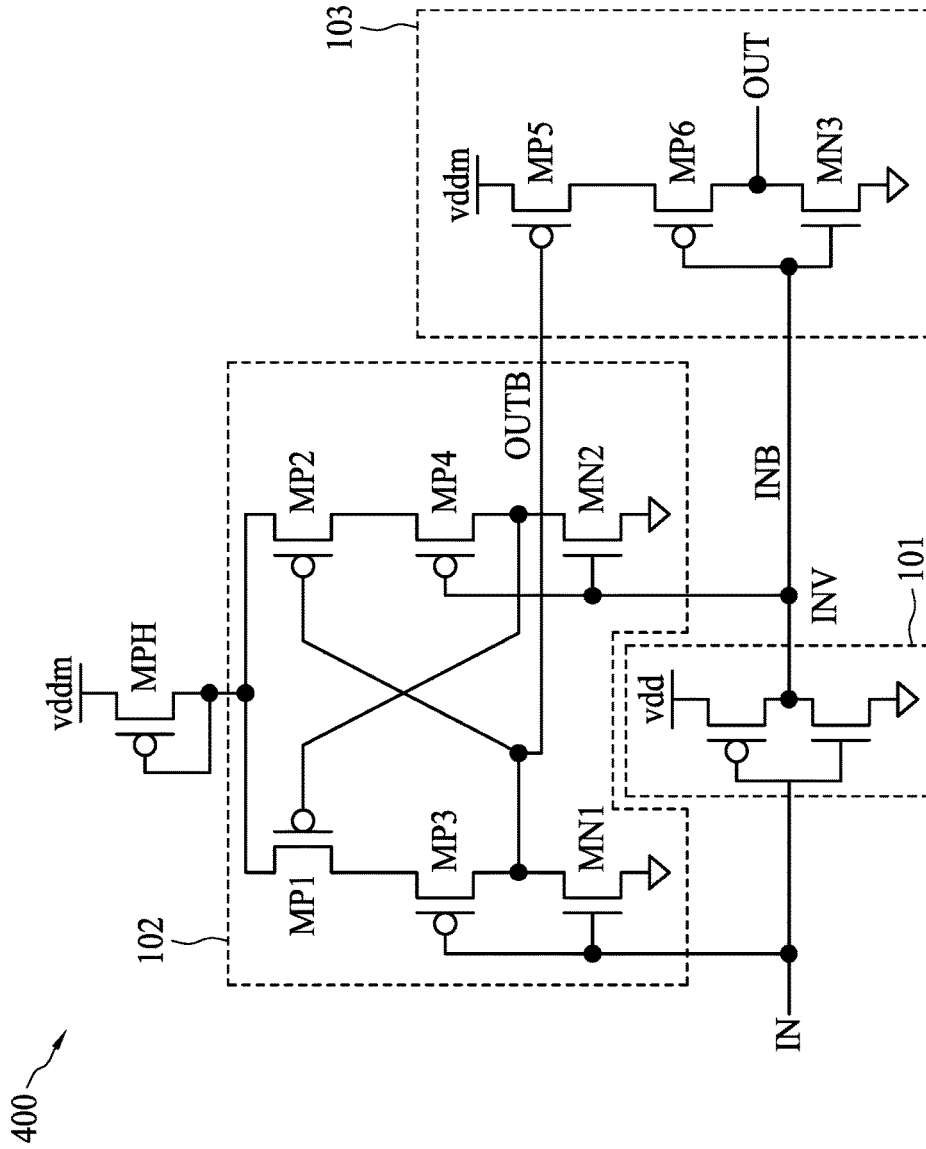 400
102
103
vddm
MPH
MP1
MP2
MP3
MP4
MN1
MN2
OUTB
vddm
MP5
MP6
OUT
MN3
IN
vdd
INV
INB
101